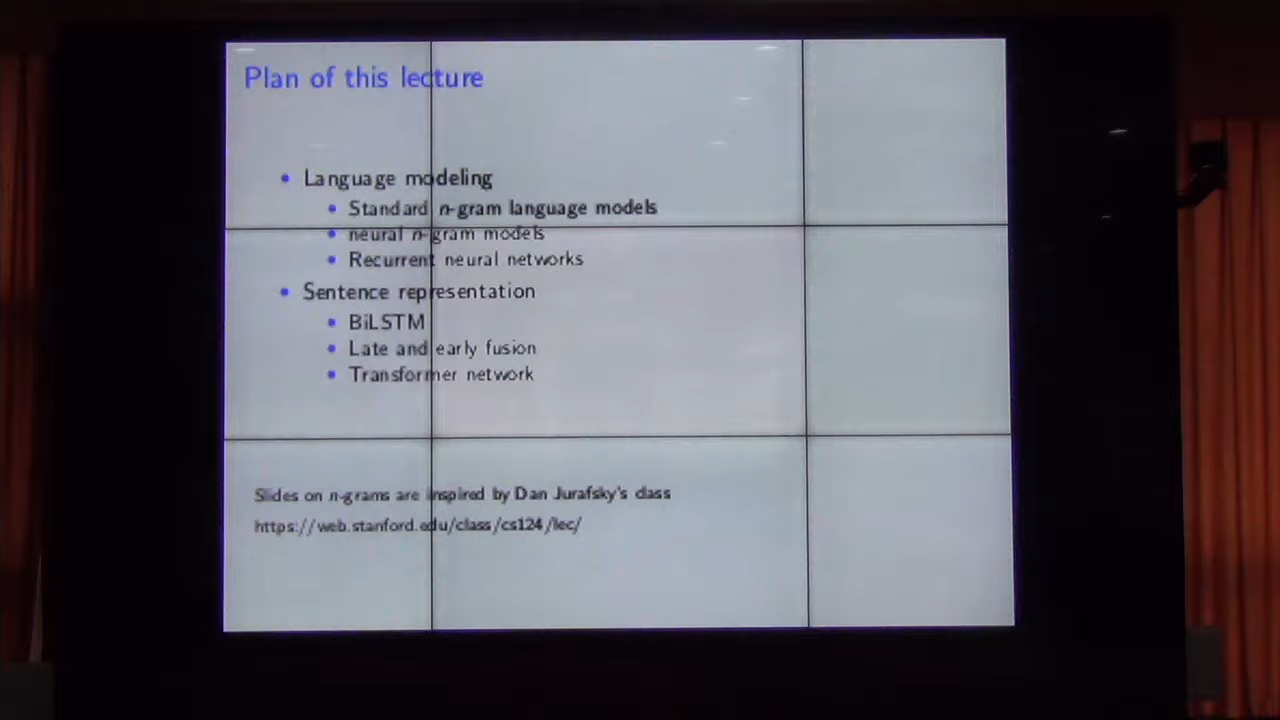 Plan of this lecture
• Language modeling
• Standard n-gram language models
• neural n-gram models
• Recurrent neural networks
• Sentence representation
• BiLSTM
• Late and early fusion
• Transformer network
Slides on n-grams are inspired by Dan Jurafsky's class
https://web.stanford.edu/class/cs124/lec/